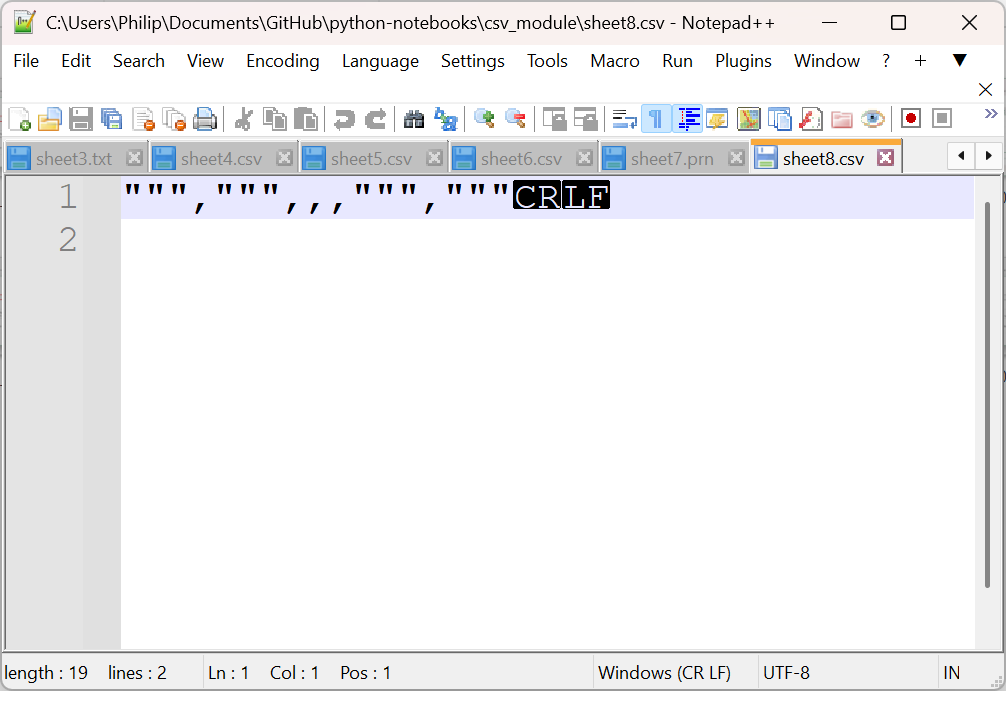 C:\Users\Philip\Documents\GitHub\python-notebooks\csv_module\sheet8.csv - Notepad++
File Edit Search View Encoding Language Settings Tools Macro Run Plugins Window ? +
sheet3.txt sheet4.csv sheet5.csv sheet6.csv sheet7.prn sheet8.csv
1 """,""",,,""","""CRLF
2
length : 19 lines : 2 Ln : 1 Col : 1 Pos : 1 Windows (CR LF) UTF-8 IN